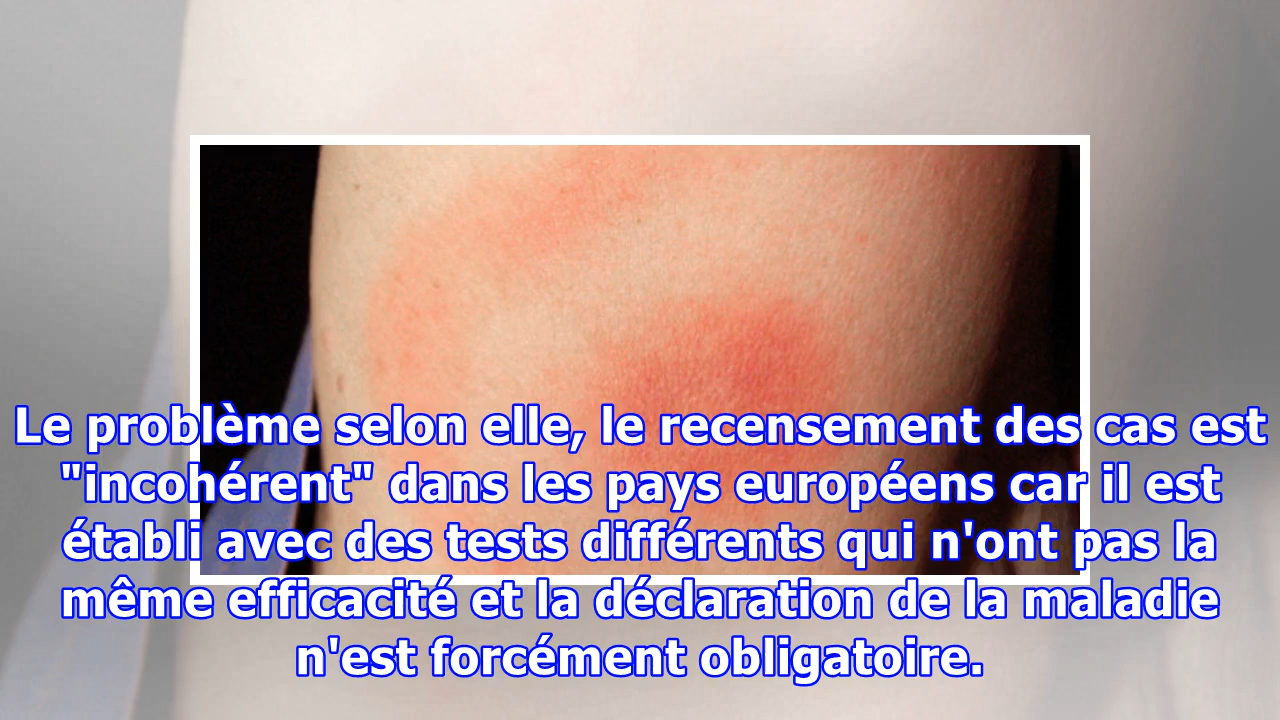 Le problème selon elle, le recensement des cas est
"incohérent" dans les pays européens car il est
établi avec des tests différents qui n'ont pas la
même efficacité et la déclaration de la maladie
n'est forcément obligatoire.